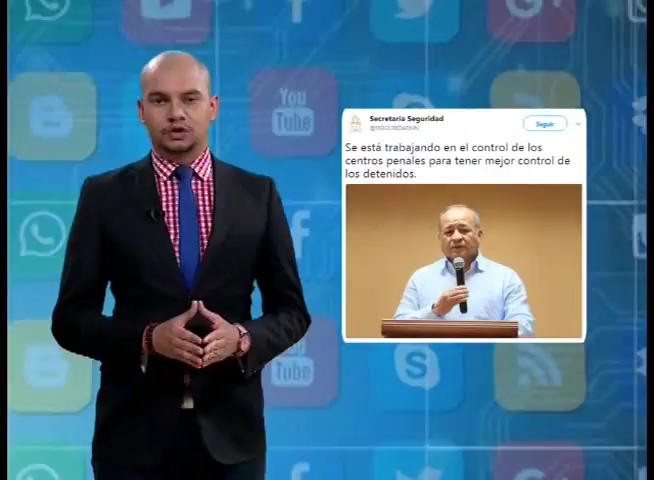 Secretaria Seguridad
Seguir
Se está trabajando en el control de los
centros penales para tener mejor control de
los detenidos.
You
Tube
You
Tube